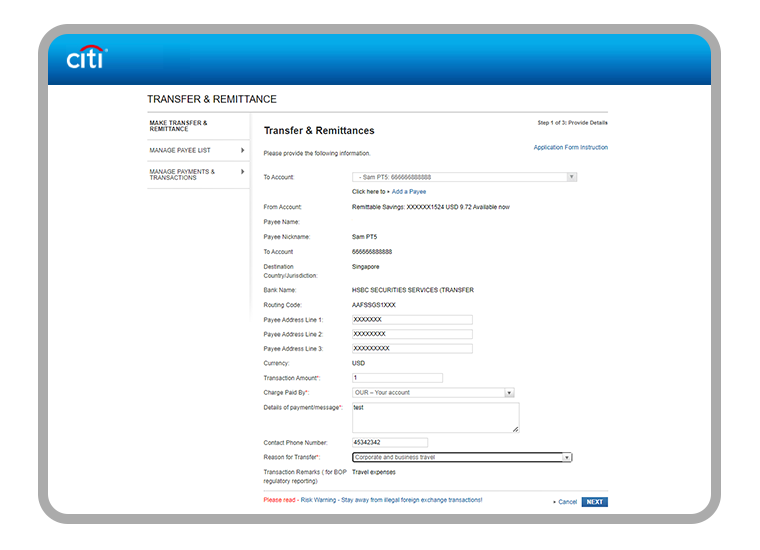 citi
TRANSFER & REMITTANCE
MAKE TRANSFER &
REMITTANCE
MANAGE PAYEE LIST
MANAGE PAYMENTS &
TRANSACTIONS
Transfer & Remittances
Step 1 of 3: Provide Details
Application Form Instruction
Please provide the following information.
To Account: - Sam PT5: 666666888888
Click here to Add a Payee
From Account: Remittable Savings: XXXXXX1524 USD 9.72 Available now
Payee Name:
Payee Nickname: Sam PT5
To Account 666666888888
Destination Singapore
Country/Jurisdiction:
Bank Name: HSBC SECURITIES SERVICES (TRANSFER
Routing Code: AAFSSGS1XXX
Payee Address Line 1: XXXXXXX
Payee Address Line 2: XXXXXXXX
Payee Address Line 3: XXXXXXXXX
Currency: USD
Transaction Amount*: 1
Charge Paid By*: OUR – Your account
Details of payment/message*: test
Contact Phone Number: 45342342
Reason for Transfer*: Corporate and business travel
Transaction Remarks ( for BOP Travel expenses
regulatory reporting)
Please read - Risk Warning - Stay away from illegal foreign exchange transactions!
Cancel NEXT